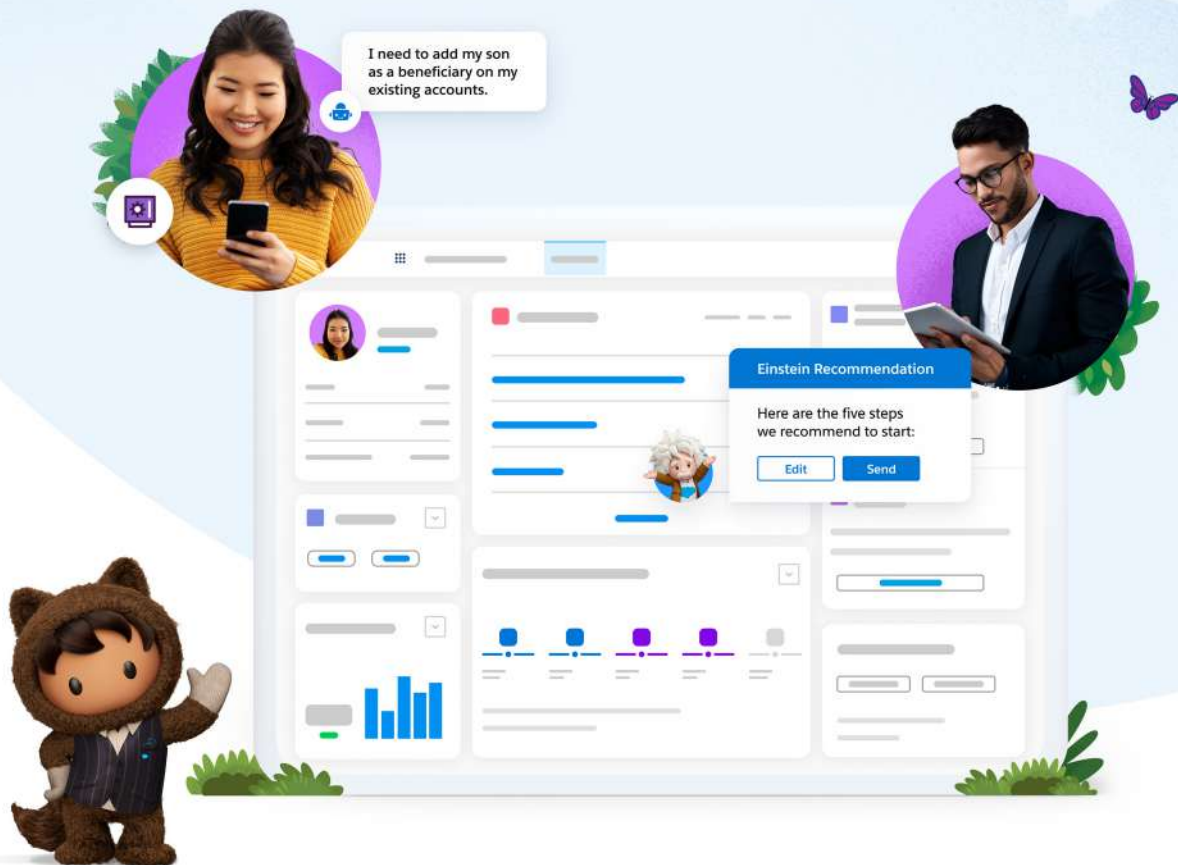 I need to add my son
as a beneficiary on my
existing accounts.
Einstein Recommendation
Here are the five steps
we recommend to start:
Edit
Send